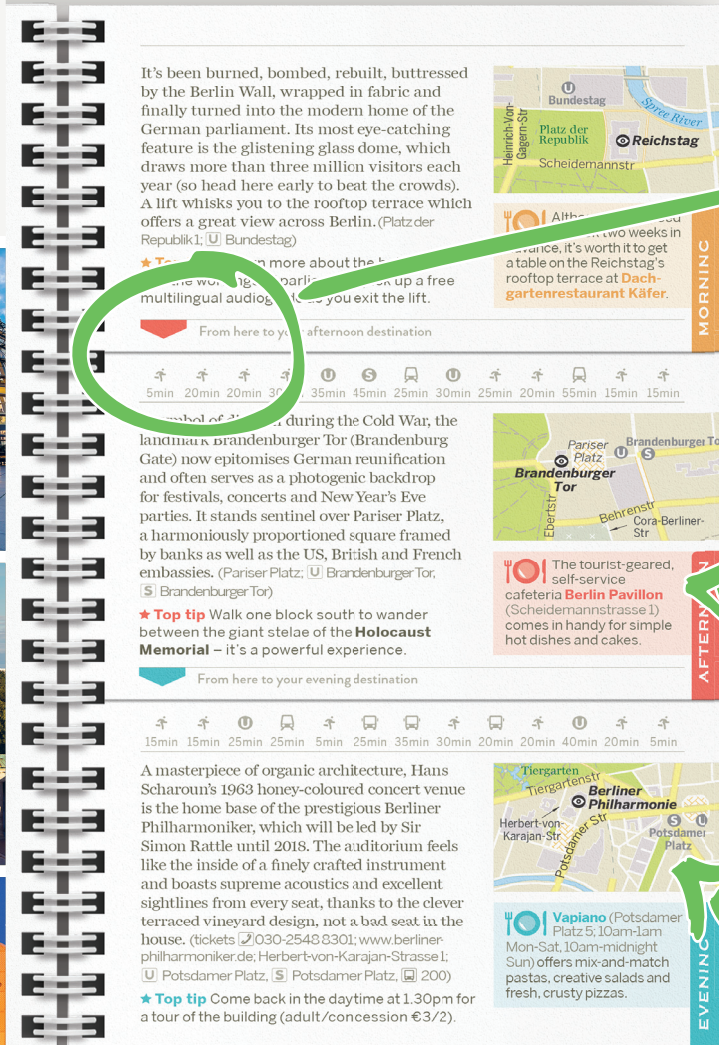 It's been burned, bombed, rebuilt, buttressed
by the Berlin Wall, wrapped in fabric and
finally turned into the modern home of the
German parliament. Its most eye-catching
feature is the glistening glass dome, which
draws more than three million visitors each
year (so head here early to beat the crowds).
A lift whisks you to the rooftop terrace which
offers a great view across Berlin. (Platz der
Republik 1; U Bundestag)
more about the
the
up a free
multilingual as you exit the lift.
U
Bundestag
Spree River
Heinrich-Von-
Gagern-Str
Platz der
Republik
Reichstag
Scheidemannstr
two weeks in
it's worth it to get
a table on the Reichstag's
rooftop terrace at Dach-
gartenrestaurant Käfer.
MORNING
From here to your afternoon destination
5min 20min 20min 35min 45min 25min 30min 25min 20min 55min 15min 15min
of during the Cold War, the
landmark Brandenburger Tor (Brandenburg
Gate) now epitomises German reunification
and often serves as a photogenic backdrop
for festivals, concerts and New Year's Eve
parties. It stands sentinel over Pariser Platz,
a harmoniously proportioned square framed
by banks as well as the US, British and French
embassies. (Pariser Platz; U Brandenburger Tor,
S Brandenburger Tor)
★ Top tip Walk one block south to wander
between the giant stelae of the Holocaust
Memorial – it's a powerful experience.
Pariser
Platz
U Brandenburger
S
Brandenburger
Tor
Ebertstr
Behrenstr
Cora-Berliner-
Str
The tourist-geared,
self-service
cafeteria Berlin Pavillon
(Scheidemannstrasse 1)
comes in handy for simple
hot dishes and cakes.
From here to your evening destination
15min 15min 25min 25min 5min 25min 35min 30min 20min 20min 40min 20min 5min
A masterpiece of organic architecture, Hans
Scharoun's 1963 honey-coloured concert venue
is the home base of the prestigious Berliner
Philharmoniker, which will be led by Sir
Simon Rattle until 2018. The auditorium feels
like the inside of a finely crafted instrument
and boasts supreme acoustics and excellent
sightlines from every seat, thanks to the clever
terraced vineyard design, not a bad seat in the
house. (tickets 030-2548 8301; www.berliner-
philharmoniker.de; Herbert-von-Karajan-Strasse 1;
U Potsdamer Platz, S Potsdamer Platz, 200)
★ Top tip Come back in the daytime at 1.30pm for
a tour of the building (adult/concession €3/2).
Tiergarten
Tiergartenstr
Berliner
Philharmonie
Herbert-von-
Karajan-Str
Potsdamer Str
S U
Potsdamer
Platz
Vapiano (Potsdamer
Platz 5; 10am-1am
Mon-Sat, 10am-midnight
Sun) offers mix-and-match
pastas, creative salads and
fresh, crusty pizzas.
EVENING